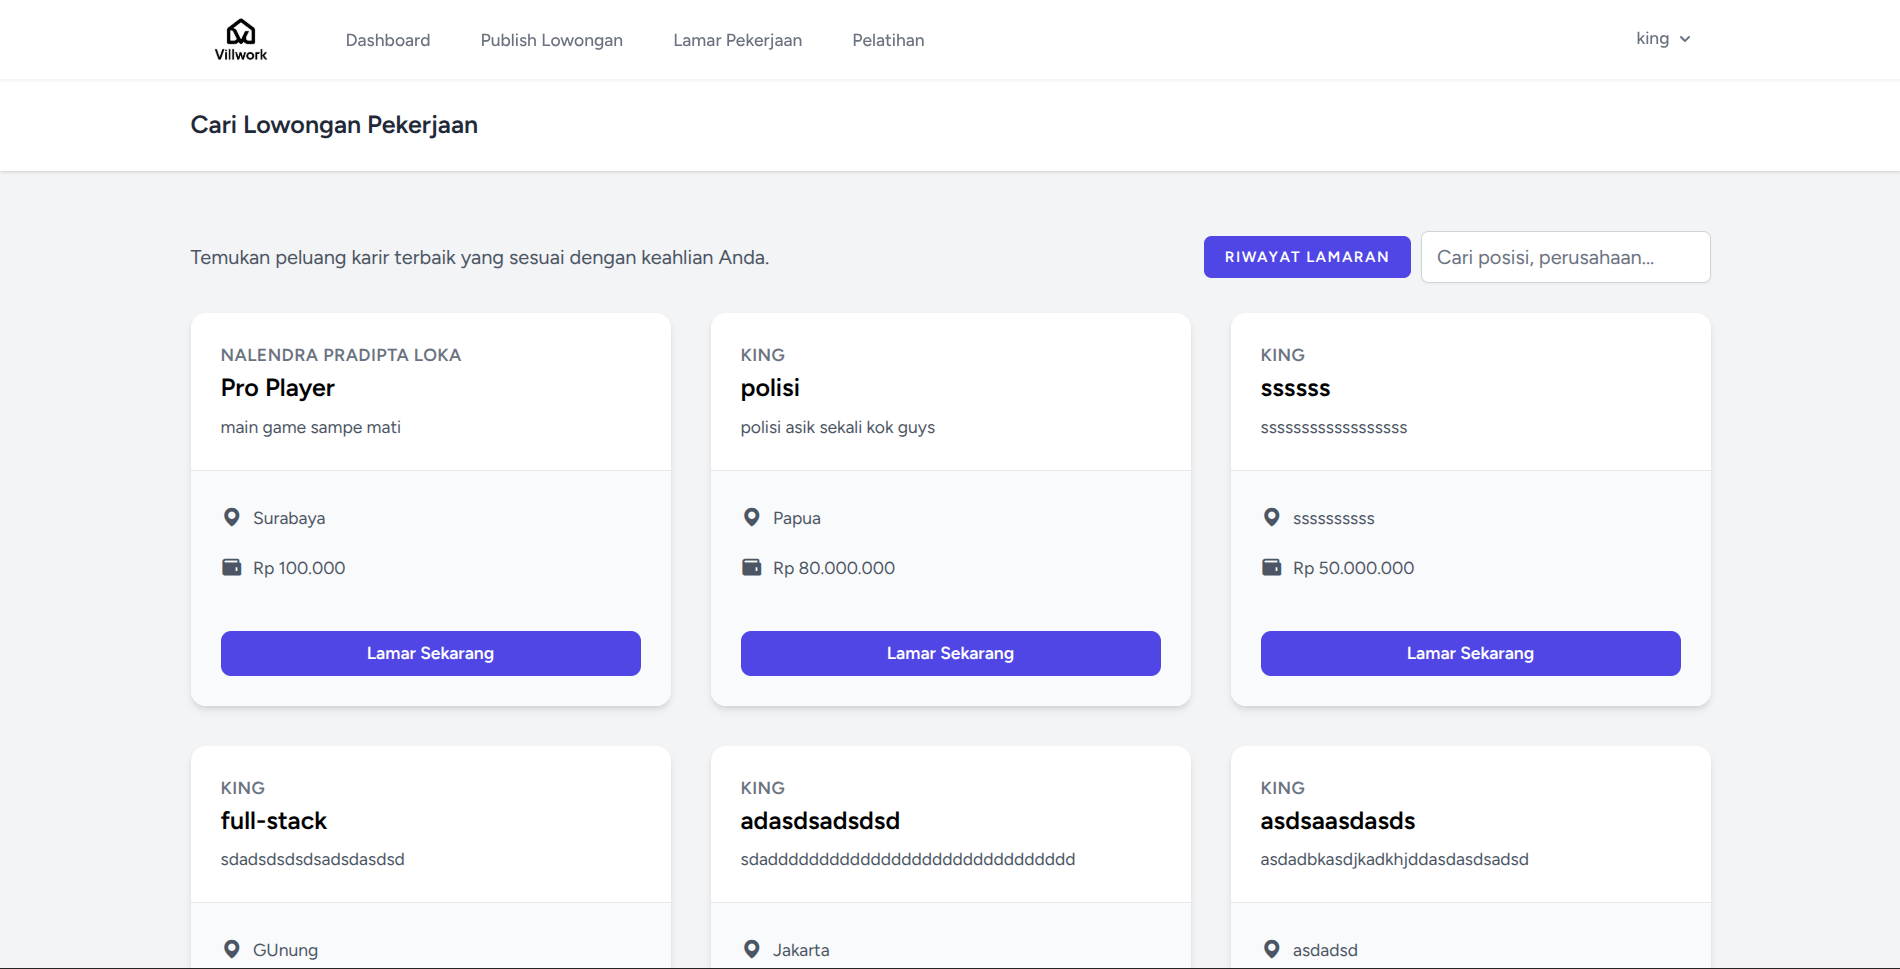 Villwork
Dashboard
Publish Lowongan
Lamar Pekerjaan
Pelatihan
king
Cari Lowongan Pekerjaan
Temukan peluang karir terbaik yang sesuai dengan keahlian Anda.
RIWAYAT LAMARAN
Cari posisi, perusahaan...
NALENDRA PRADIPTA LOKA
Pro Player
main game sampe mati
Surabaya
Rp 100.000
Lamar Sekarang
KING
polisi
polisi asik sekali kok guys
Papua
Rp 80.000.000
Lamar Sekarang
KING
ssssss
ssssssssssssssssss
ssssssssss
Rp 50.000.000
Lamar Sekarang
KING
full-stack
sdadsdsdsdsadsdasdsd
GUnung
KING
adasdsadsdsd
sdadddddddddddddddddddddddddddddd
Jakarta
KING
asdsaasdasds
asdadbkasdjkadkhjddasdasdsadsd
asdadsd